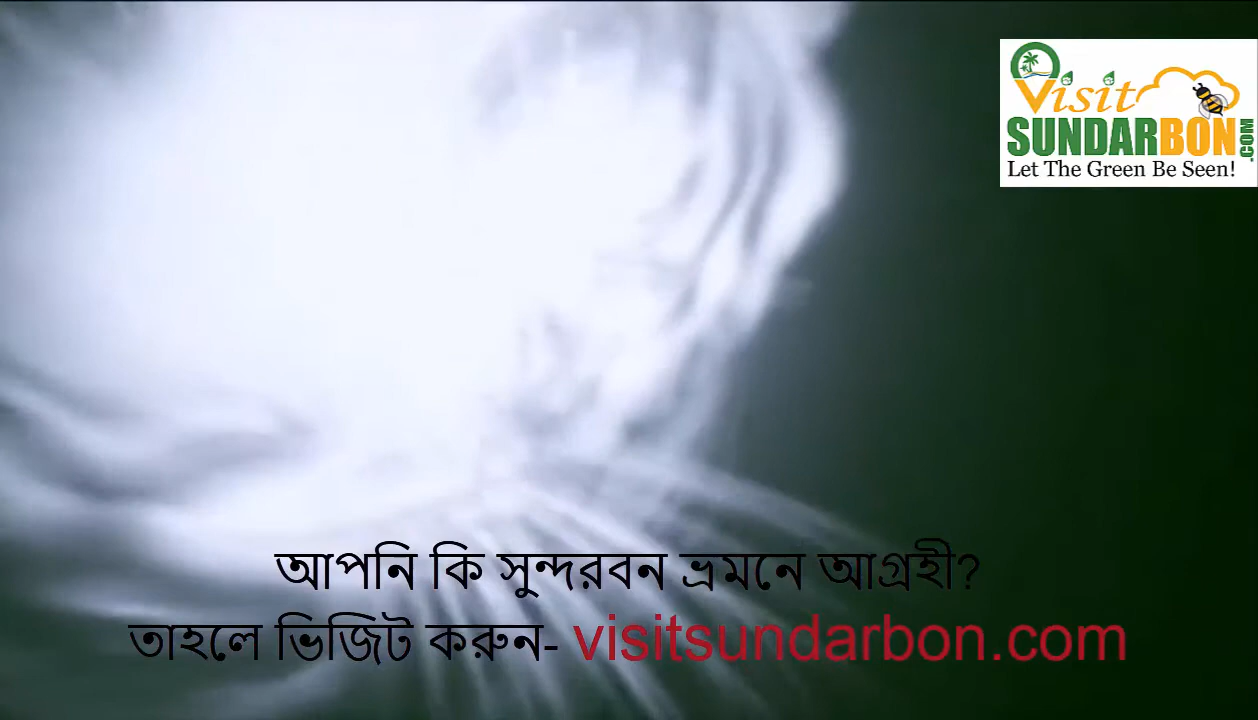 Visit
SUNDARBON.COM
Let The Green Be Seen!
আপনি কি সুন্দরবন ভ্রমনে আগ্রহী?
তাহলে ভিজিট করুন- visitsundarbon.com